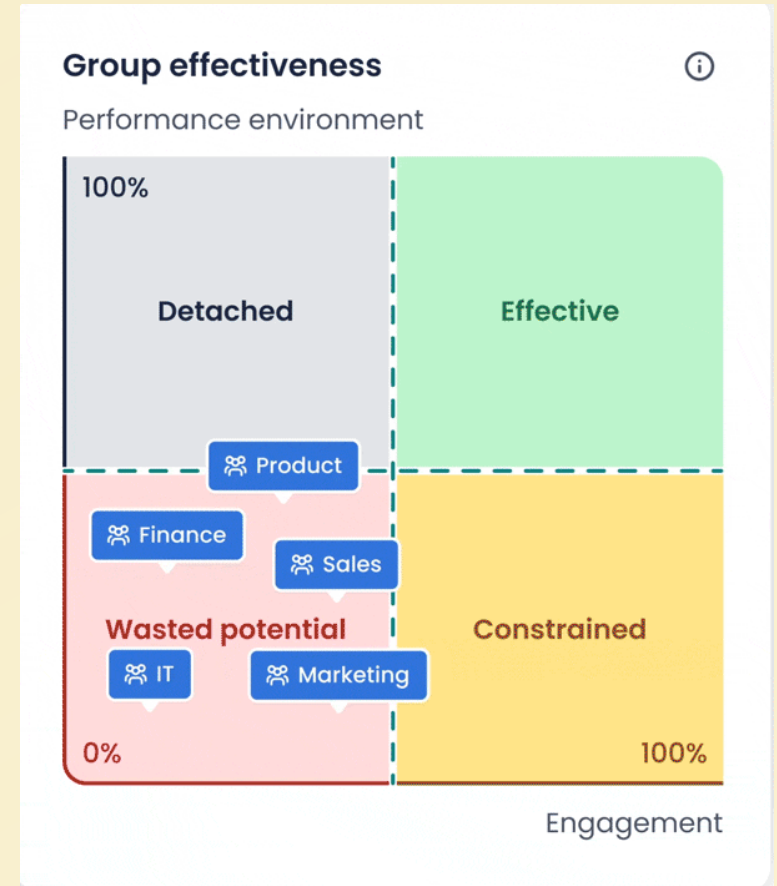 Group effectiveness
Performance environment
100%
Detached
Effective
Product
Finance
Sales
Wasted potential
Constrained
IT
Marketing
0%
100%
Engagement